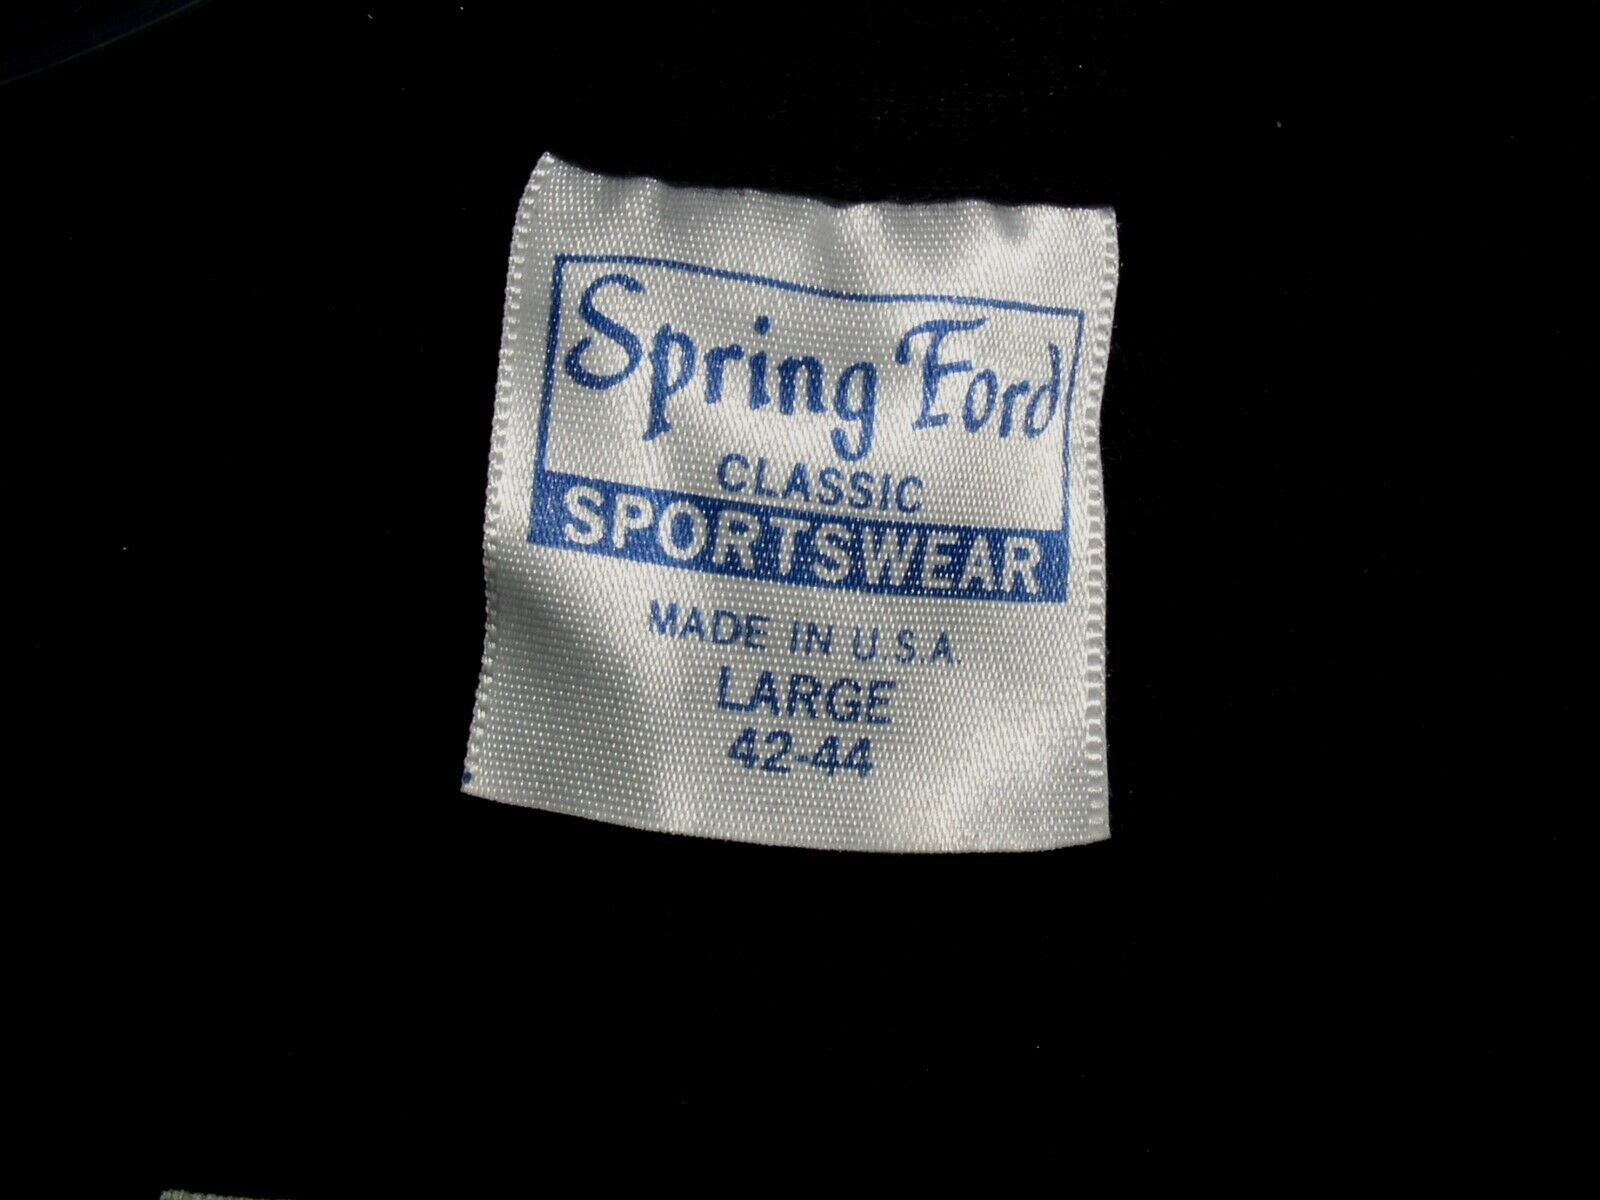 Spring Ford
CLASSIC
SPORTSWEAR
MADE IN U.S.A.
LARGE
42-44